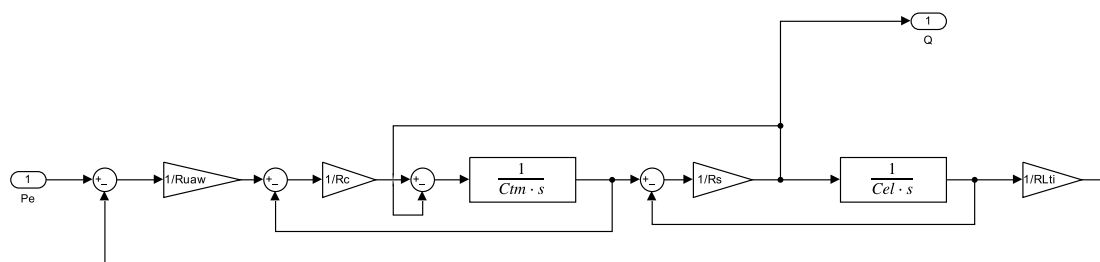 1
Q
1
Pe
+
−
1/Ruaw
+
−
1/Rc
+
−
1
Ctm · s
+
−
1/Rs
1
Cel · s
1/RLti